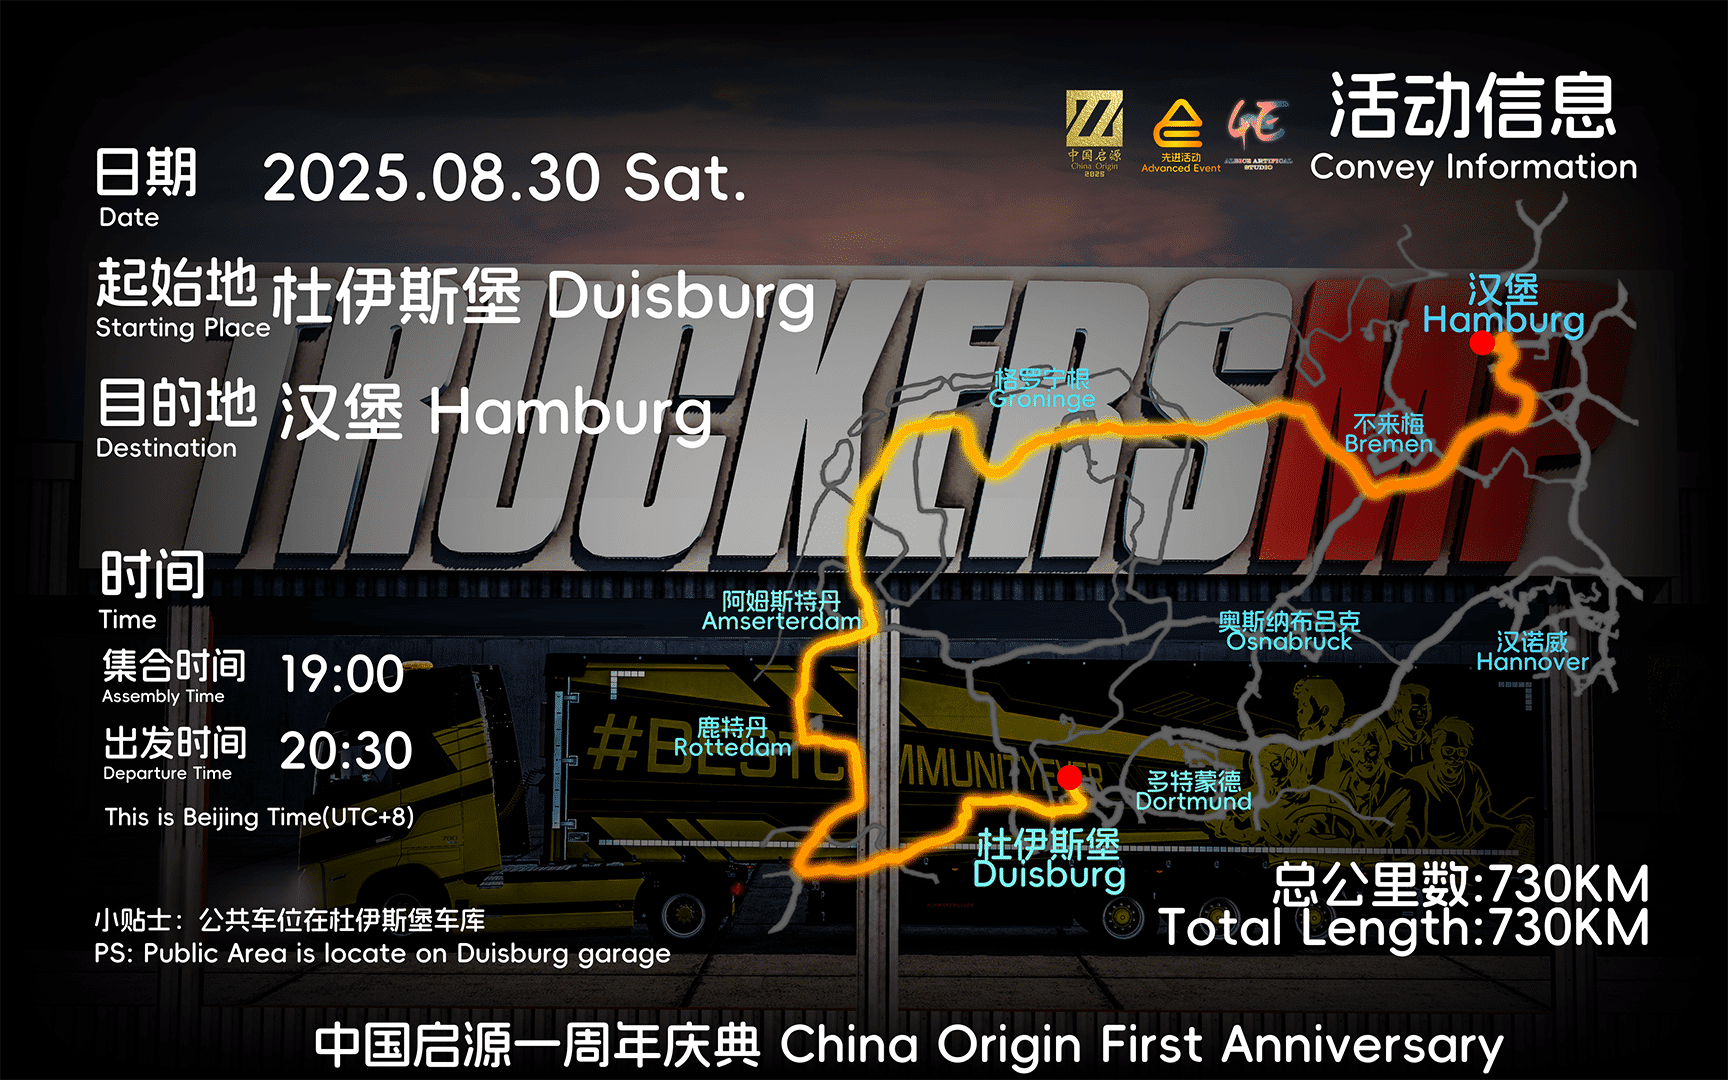 活动信息
Convey Information
中国启源
China Origin
2025
先进活动
Advanced Event
GE
ALSICE ARTIFICAL
STUDIO
日期 2025.08.30 Sat.
Date
起始地 杜伊斯堡 Duisburg
Starting Place
目的地 汉堡 Hamburg
Destination
时间
Time
集合时间 19:00
Assembly Time
出发时间 20:30
Departure Time
This is Beijing Time(UTC+8)
小贴士：公共车位在杜伊斯堡车库
PS: Public Area is locate on Duisburg garage
TRUCKERSMP
汉堡
Hamburg
格罗宁根
Groninge
不来梅
Bremen
阿姆斯特丹
Amserterdam
奥斯纳布吕克
Osnabruck
汉诺威
Hannover
鹿特丹
Rottedam
#BESTCOMMUNITYEVER
多特蒙德
Dortmund
杜伊斯堡
Duisburg
总公里数:730KM
Total Length:730KM
中国启源一周年庆典 China Origin First Anniversary